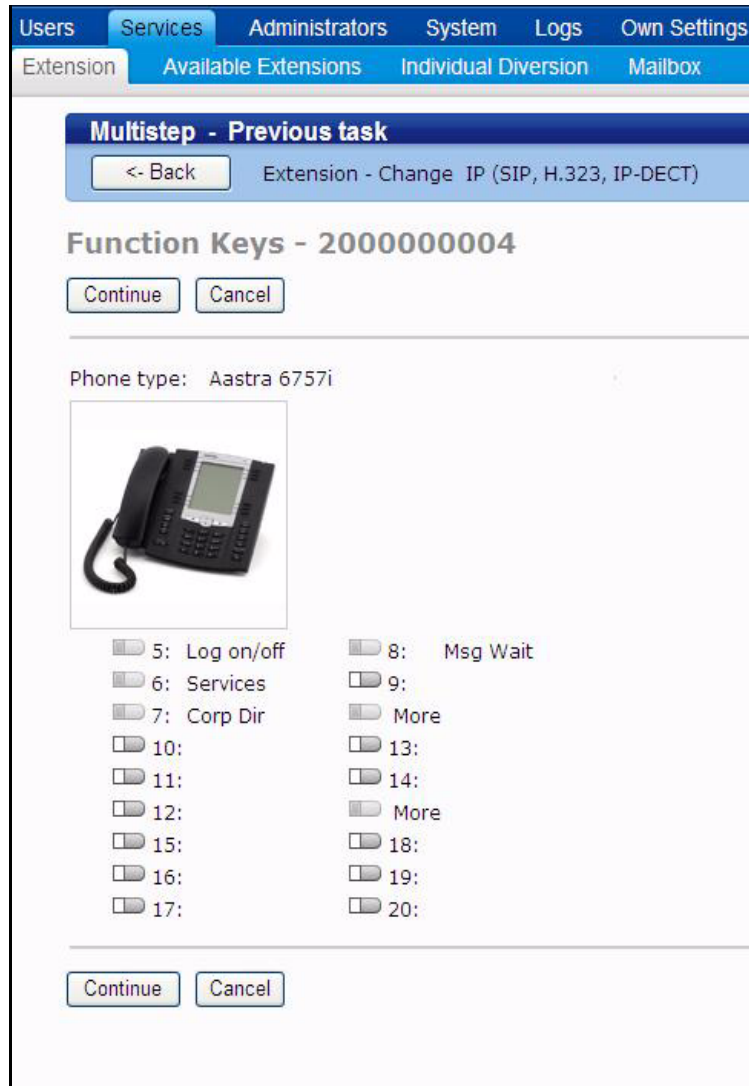 Users Services Administrators System Logs Own Settings
Extension Available Extensions Individual Diversion Mailbox
Multistep - Previous task
<- Back Extension - Change IP (SIP, H.323, IP-DECT)
Function Keys - 2000000004
Continue Cancel
Phone type: Aastra 6757i
5: Log on/off 8: Msg Wait
6: Services 9:
7: Corp Dir More
10: 13:
11: 14:
12: More
15: 18:
16: 19:
17: 20:
Continue Cancel